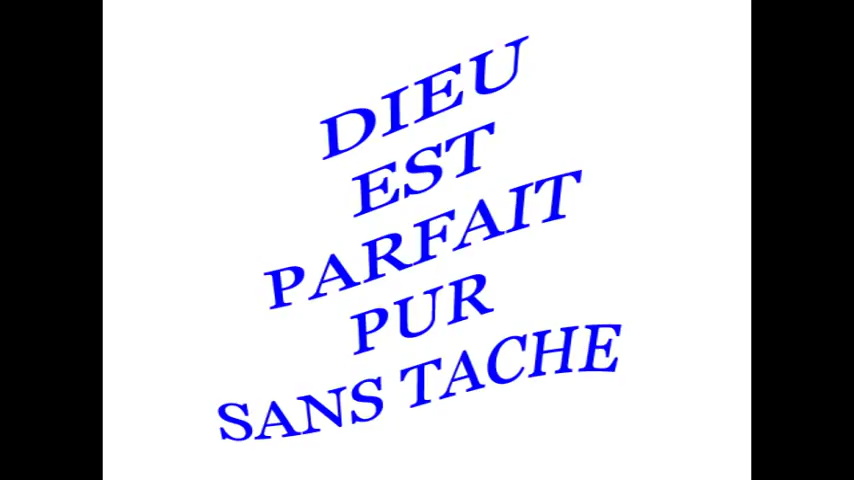 DIEU
EST
PARFAIT
PUR
SANS TACHE